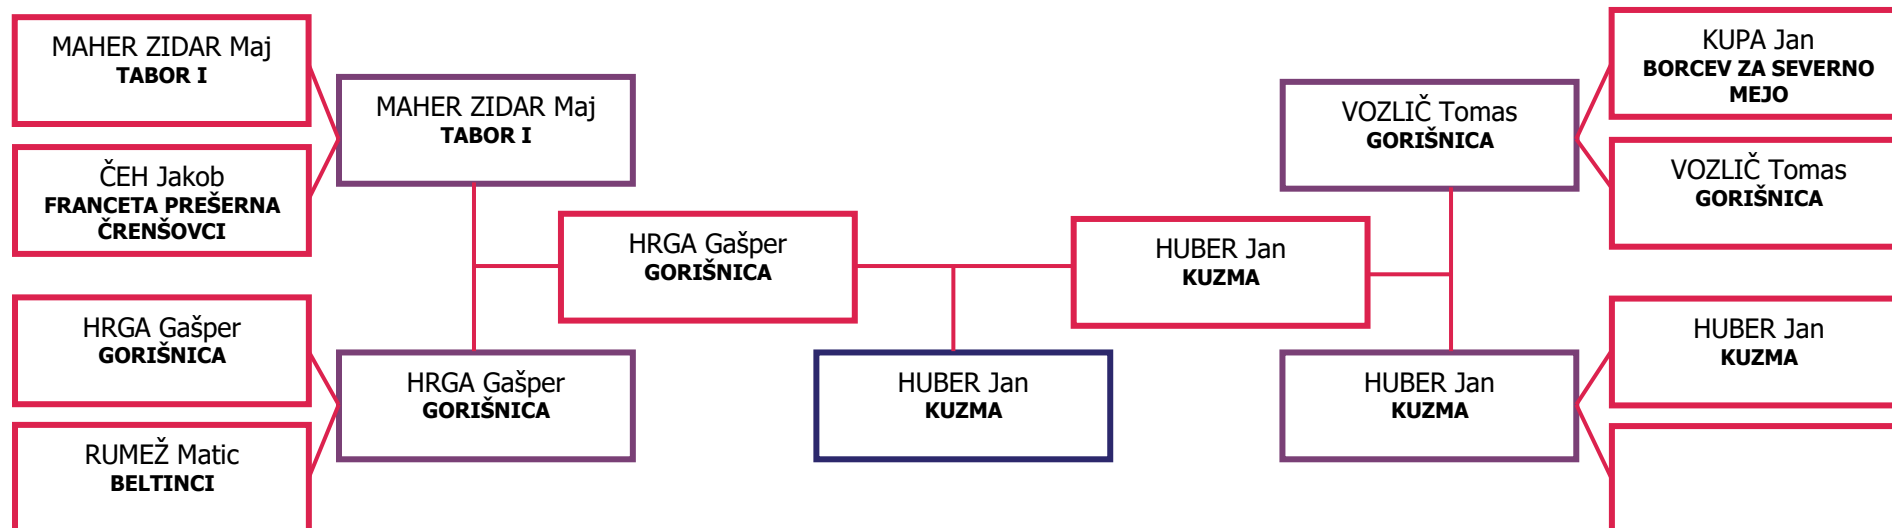 MAHER ZIDAR Maj
TABOR I
ČEH Jakob
FRANCETA PREŠERNA
ČRENŠOVCI
HRGA Gašper
GORIŠNICA
RUMEŽ Matic
BELTINCI
MAHER ZIDAR Maj
TABOR I
HRGA Gašper
GORIŠNICA
HRGA Gašper
GORIŠNICA
HUBER Jan
KUZMA
HUBER Jan
KUZMA
VOZLIČ Tomas
GORIŠNICA
HUBER Jan
KUZMA
KUPA Jan
BORCEV ZA SEVERNO
MEJO
VOZLIČ Tomas
GORIŠNICA
HUBER Jan
KUZMA